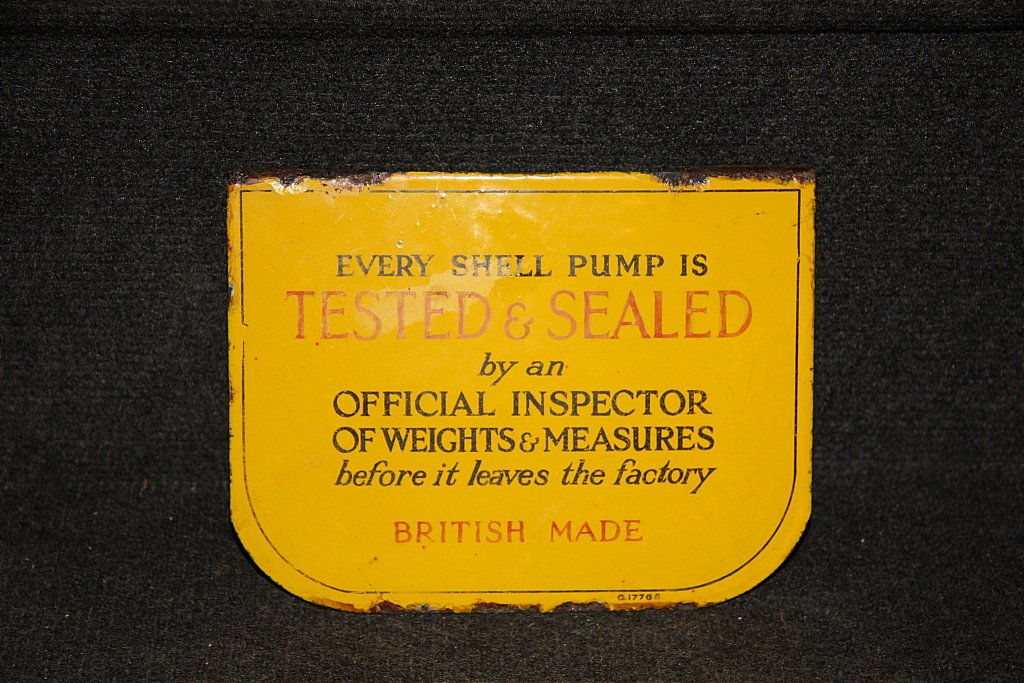 EVERY SHELL PUMP IS
TESTED & SEALED
by an
OFFICIAL INSPECTOR
OF WEIGHTS & MEASURES
before it leaves the factory
BRITISH MADE